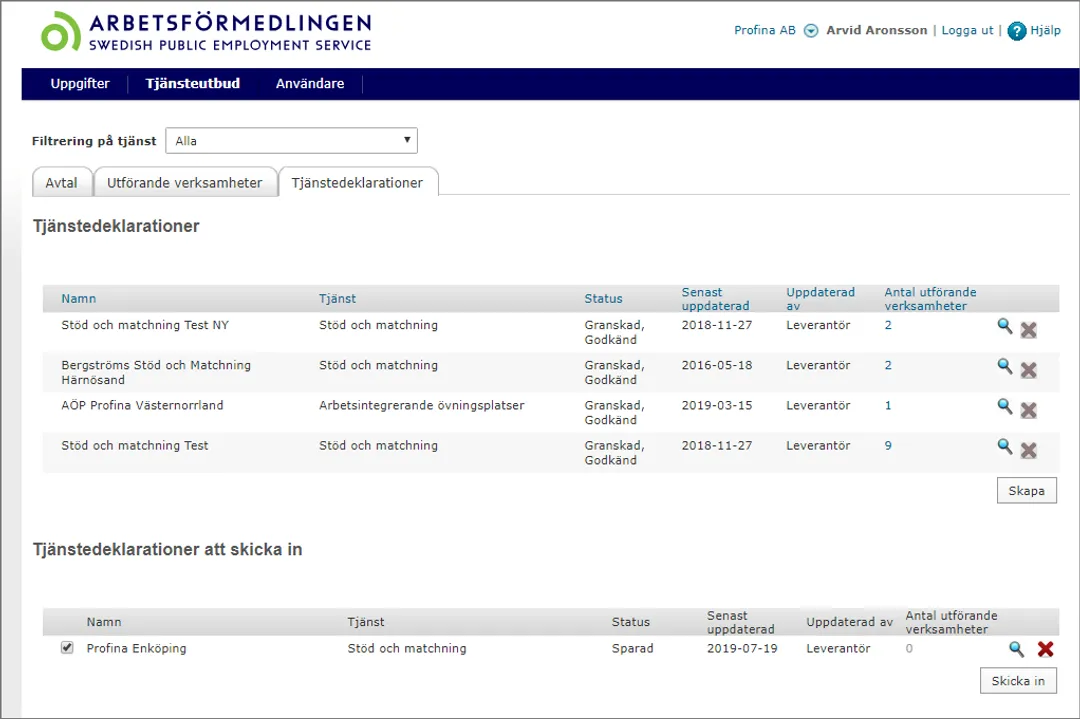 ARBETSFÖRMEDLINGEN
SWEDISH PUBLIC EMPLOYMENT SERVICE
Profina AB Arvid Aronsson | Logga ut | ? Hjälp
Uppgifter Tjänsteutbud Användare
Filtrering på tjänst Alla
Avtal Utförande verksamheter Tjänstedeklarationer
Tjänstedeklarationer
Namn Tjänst Status Senast uppdaterad Uppdaterad av Antal utförande verksamheter
Stöd och matchning Test NY Stöd och matchning Granskad, Godkänd 2018-11-27 Leverantör 2
Bergströms Stöd och Matchning Härnösand Stöd och matchning Granskad, Godkänd 2016-05-18 Leverantör 2
AÖP Profina Västernorrland Arbetsintegrerande övningsplatser Granskad, Godkänd 2019-03-15 Leverantör 1
Stöd och matchning Test Stöd och matchning Granskad, Godkänd 2018-11-27 Leverantör 9
Skapa
Tjänstedeklarationer att skicka in
Namn Tjänst Status Senast uppdaterad Uppdaterad av Antal utförande verksamheter
Profina Enköping Stöd och matchning Sparad 2019-07-19 Leverantör 0
Skicka in